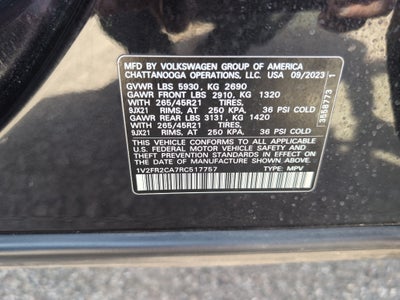 MFD BY VOLKSWAGEN GROUP OF AMERICA
CHATTANOOGA OPERATIONS, LLC. USA 09/2023
GVWR LBS 5930, KG 2690
GAWR FRONT LBS 2910, KG 1320
WITH 265/45R21 TIRES,
9JX21 RIMS, AT 250 KPA, 36 PSI COLD
GAWR REAR LBS 3131, KG 1420
WITH 265/45R21 TIRES,
9JX21 RIMS, AT 250 KPA, 36 PSI COLD
THIS VEHICLE CONFORMS TO ALL APPLICABLE
FEDERAL MOTOR VEHICLE SAFETY
AND THEFT PREVENTION STANDARDS IN EFFECT
ON THE DATE OF MANUFACTURE SHOWN ABOVE.
1V2FR2CA7RC517757 TYPE: MPV
3558773 1